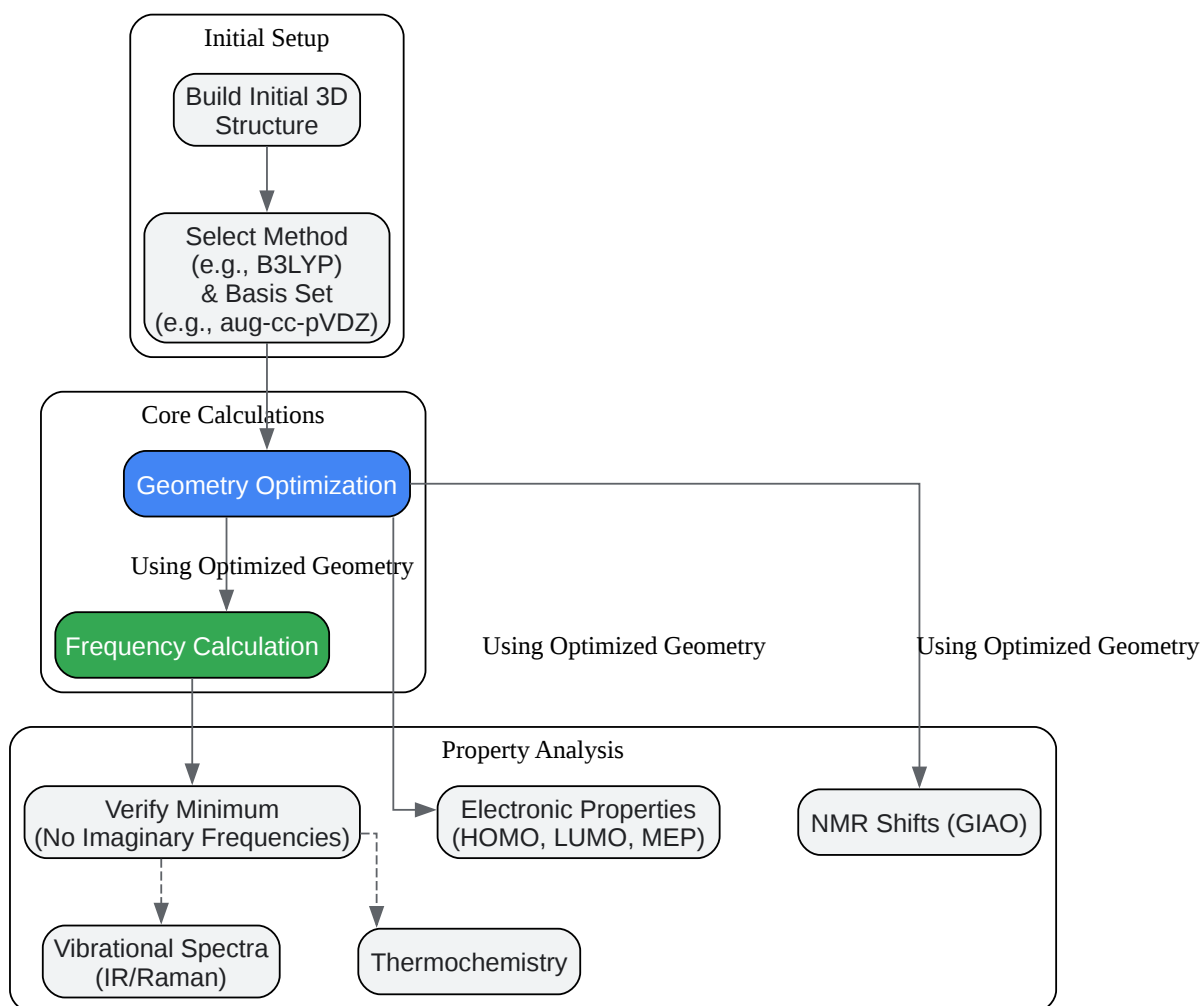 Initial Setup
Build Initial 3D
Structure
Select Method
(e.g., B3LYP)
& Basis Set
(e.g., aug-cc-pVDZ)
Core Calculations
Geometry Optimization
Using Optimized Geometry
Frequency Calculation
Using Optimized Geometry
Using Optimized Geometry
Property Analysis
Verify Minimum
(No Imaginary Frequencies)
Electronic Properties
(HOMO, LUMO, MEP)
NMR Shifts (GIAO)
Vibrational Spectra
(IR/Raman)
Thermochemistry